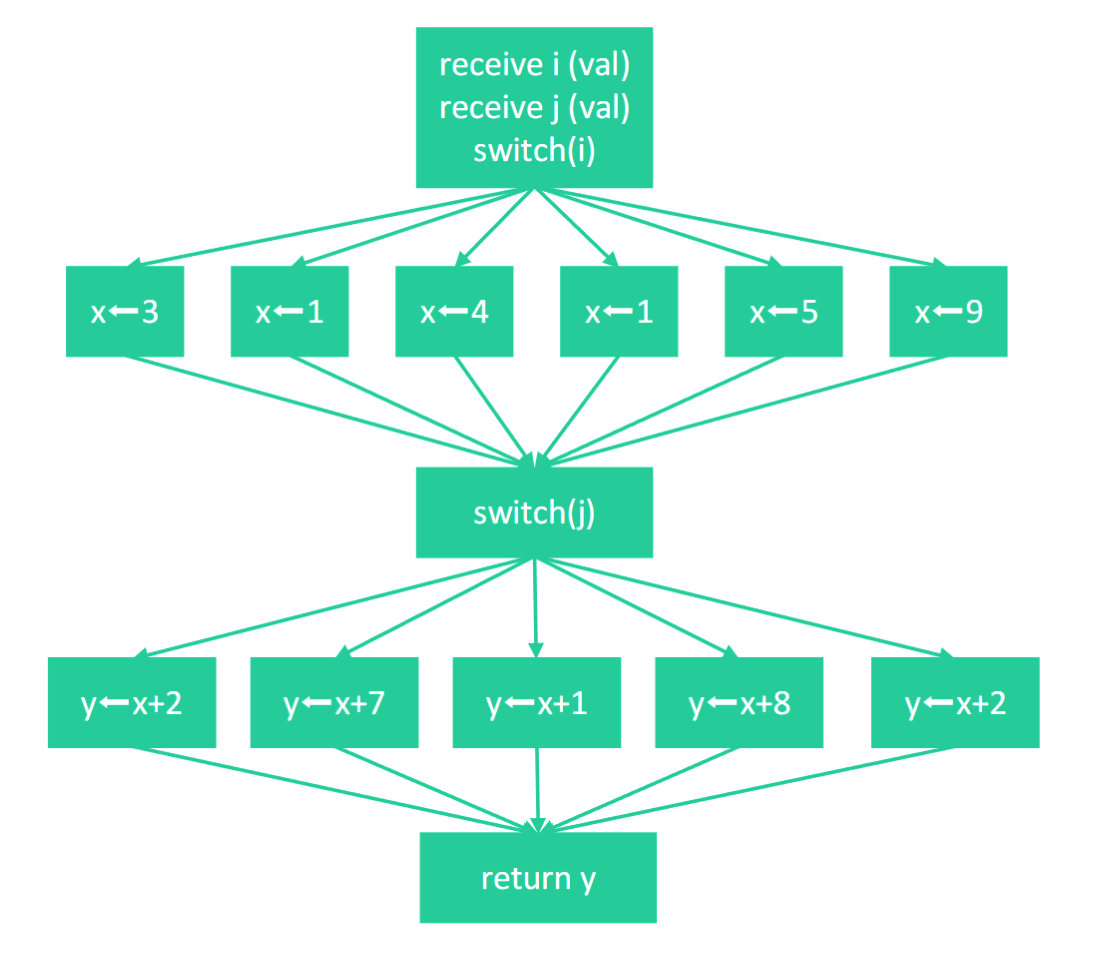 receive i (val)
receive j (val)
switch(i)
x←3
x←1
x←4
x←1
x←5
x←9
switch(j)
y←x+2
y←x+7
y←x+1
y←x+8
y←x+2
return y